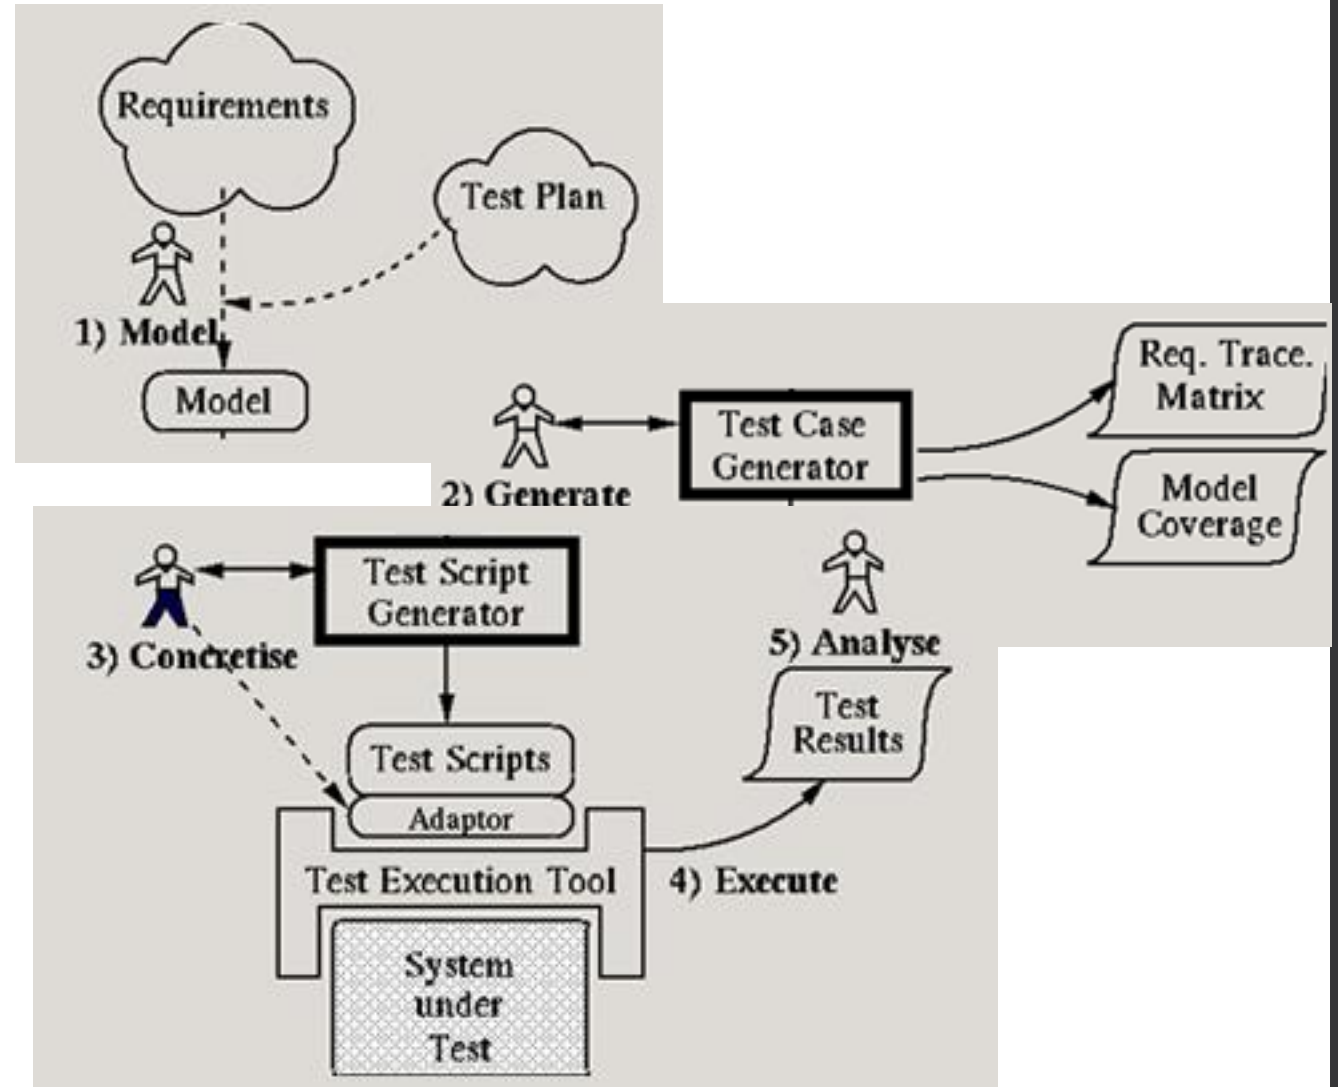 Requirements
Test Plan
1) Model
Model
Req. Trace.
Matrix
Test Case
Generator
2) Generate
Model
Coverage
Test Script
Generator
3) Concretise
5) Analyse
Test
Results
Test Scripts
Adaptor
Test Execution Tool
4) Execute
System
under
Test